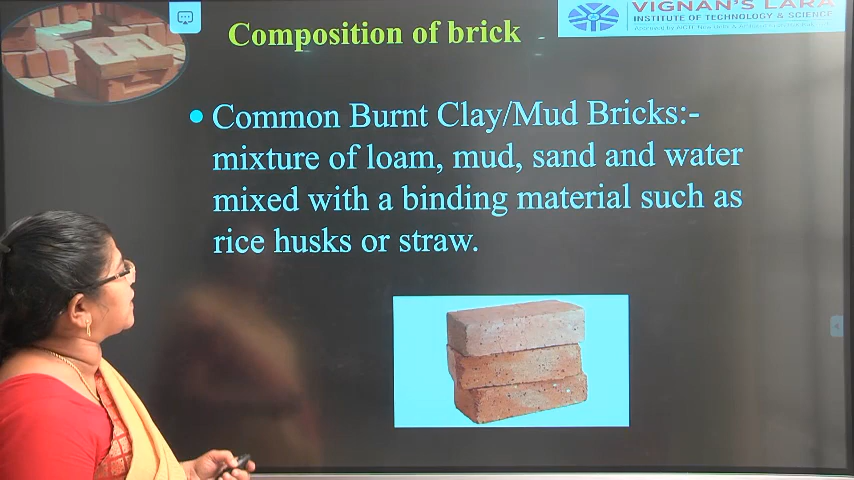 Composition of brick
VIGNAN'S LARA
INSTITUTE OF TECHNOLOGY & SCIENCE
• Common Burnt Clay/Mud Bricks:-
mixture of loam, mud, sand and water
mixed with a binding material such as
rice husks or straw.